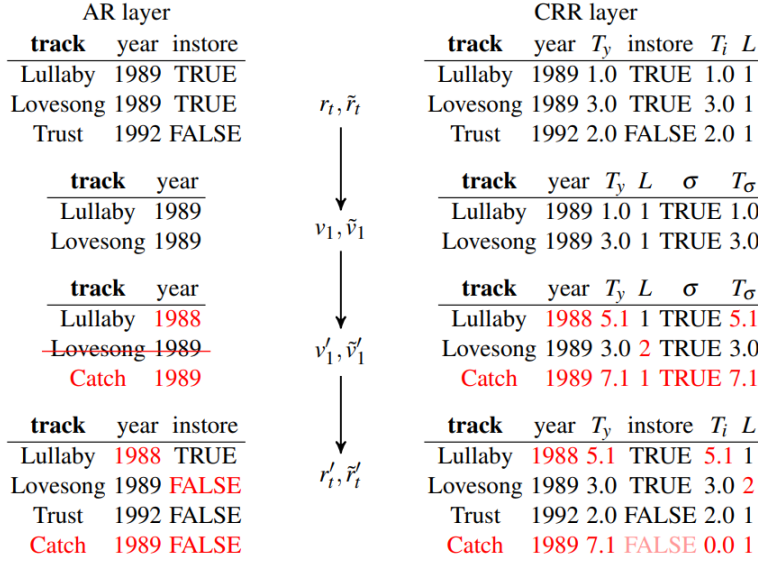 AR layer
track year instore
Lullaby 1989 TRUE
Lovesong 1989 TRUE
Trust 1992 FALSE
track year
Lullaby 1989
Lovesong 1989
track year
Lullaby 1988
Lovesong 1989
Catch 1989
track year instore
Lullaby 1988 TRUE
Lovesong 1989 FALSE
Trust 1992 FALSE
Catch 1989 FALSE
r_t, r̃_t
v_1, ṽ_1
v′_1, ṽ′_1
r′_t, r̃′_t
CRR layer
track year T_y instore T_i L
Lullaby 1989 1.0 TRUE 1.0 1
Lovesong 1989 3.0 TRUE 3.0 1
Trust 1992 2.0 FALSE 2.0 1
track year T_y L σ T_σ
Lullaby 1989 1.0 1 TRUE 1.0
Lovesong 1989 3.0 1 TRUE 3.0
track year T_y L σ T_σ
Lullaby 1988 5.1 1 TRUE 5.1
Lovesong 1989 3.0 2 TRUE 3.0
Catch 1989 7.1 1 TRUE 7.1
track year T_y instore T_i L
Lullaby 1988 5.1 TRUE 5.1 1
Lovesong 1989 3.0 TRUE 3.0 2
Trust 1992 2.0 FALSE 2.0 1
Catch 1989 7.1 FALSE 0.0 1